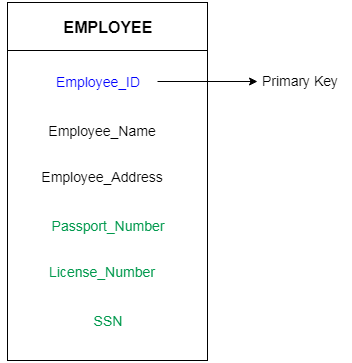 EMPLOYEE
Employee_ID
Primary Key
Employee_Name
Employee_Address
Passport_Number
License_Number
SSN